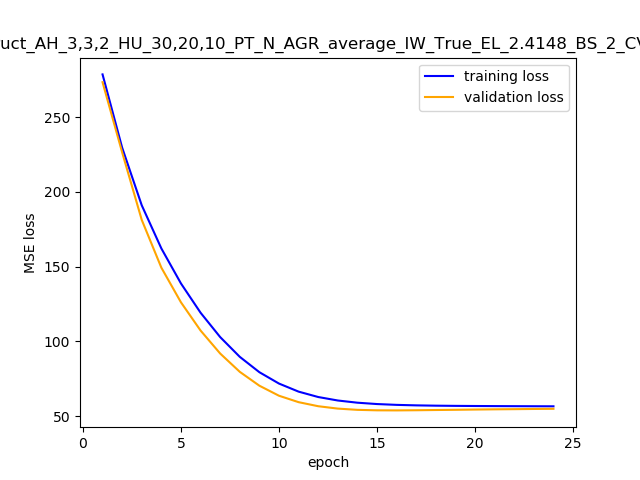 uct_AH_3,3,2_HU_30,20,10_PT_N_AGR_average_IW_True_EL_2.4148_BS_2_CV
training loss
validation loss
MSE loss
250
200
150
100
50
0
5
10
15
20
25
epoch